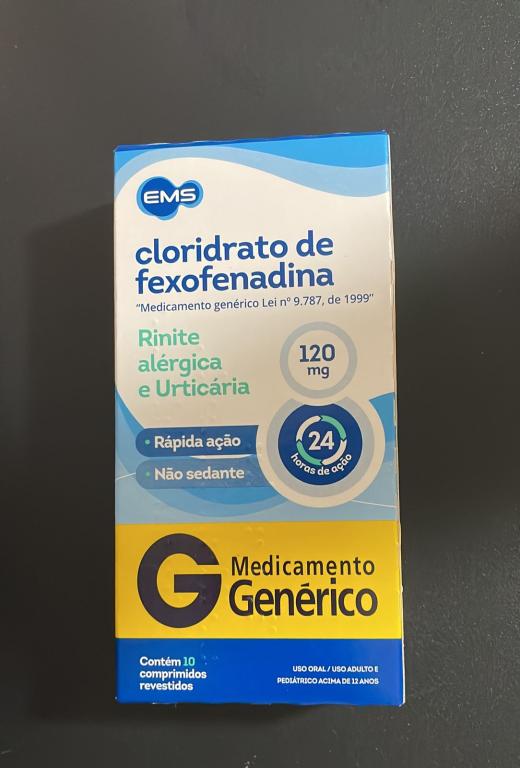 EMS
cloridrato de
fexofenadina
“Medicamento genérico Lei nº 9.787, de 1999”
Rinite
alérgica
e Urticária
120
mg
• Rápida ação
• Não sedante
24
horas de ação
G Medicamento
Genérico
Contém 10
comprimidos
revestidos
USO ORAL / USO ADULTO E
PEDIÁTRICO ACIMA DE 12 ANOS